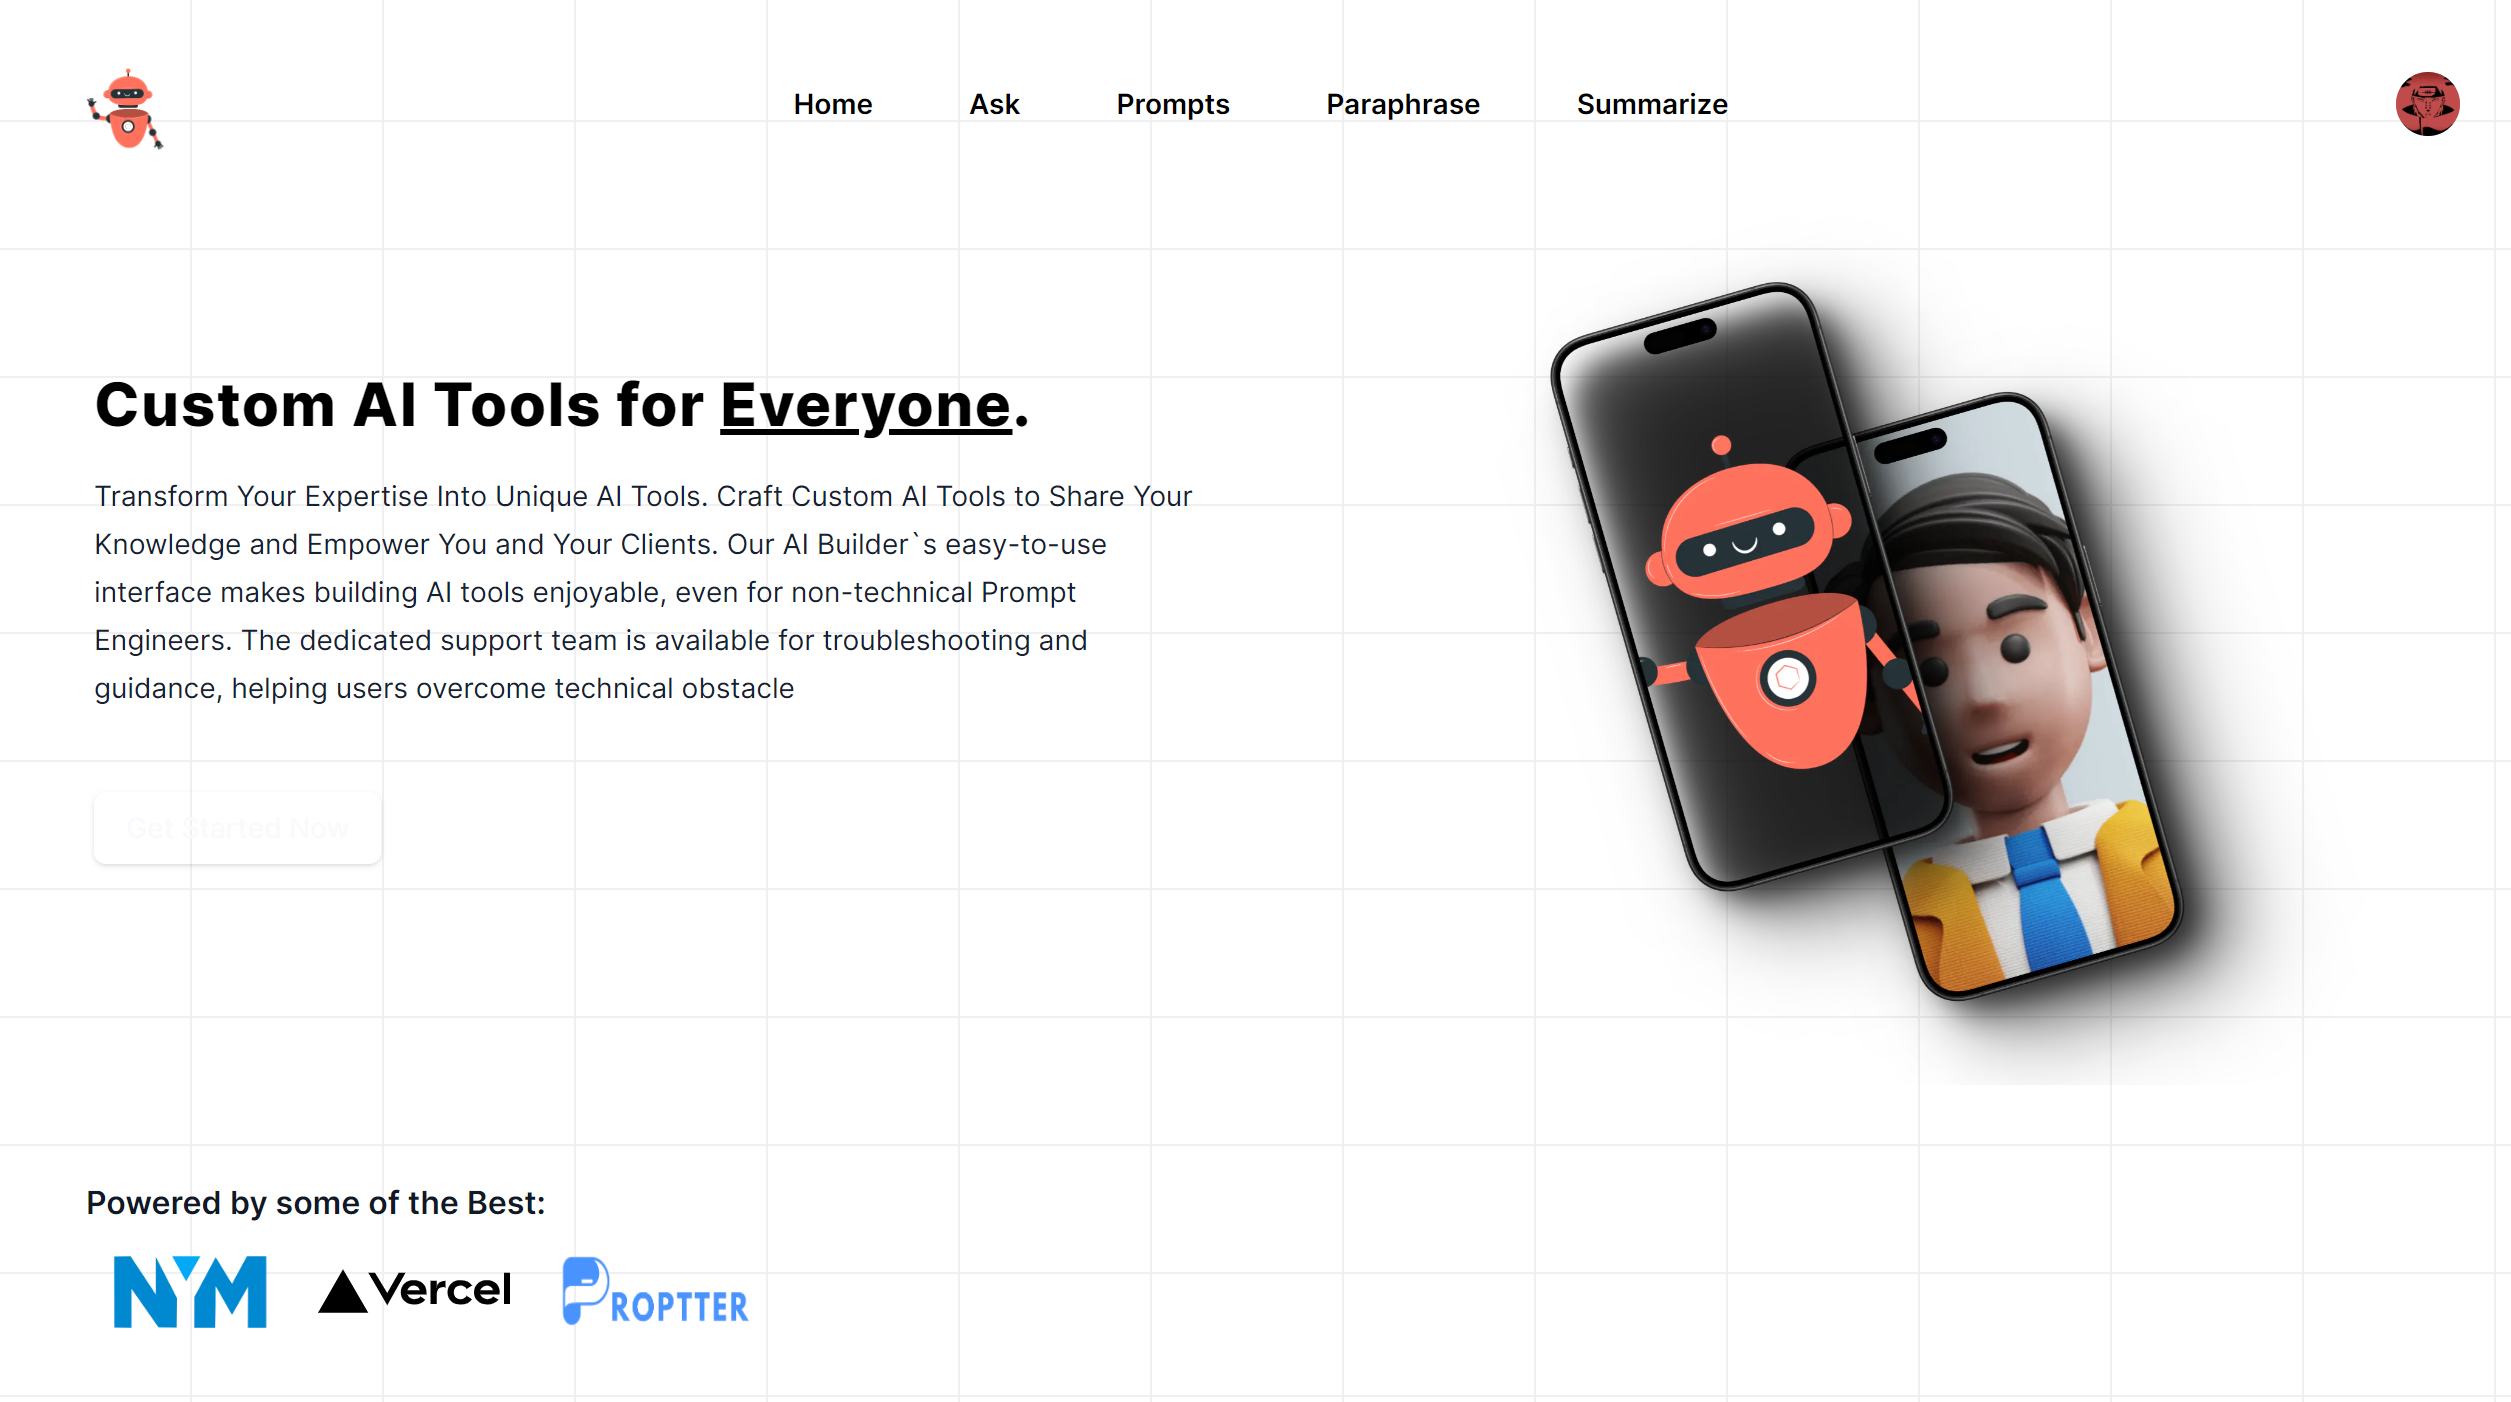 Home
Ask
Prompts
Paraphrase
Summarize
Custom AI Tools for Everyone.
Transform Your Expertise Into Unique AI Tools. Craft Custom AI Tools to Share Your
Knowledge and Empower You and Your Clients. Our AI Builder`s easy-to-use
interface makes building AI tools enjoyable, even for non-technical Prompt
Engineers. The dedicated support team is available for troubleshooting and
guidance, helping users overcome technical obstacle
Get Started Now
Powered by some of the Best:
NYM
Vercel
PROPTTER